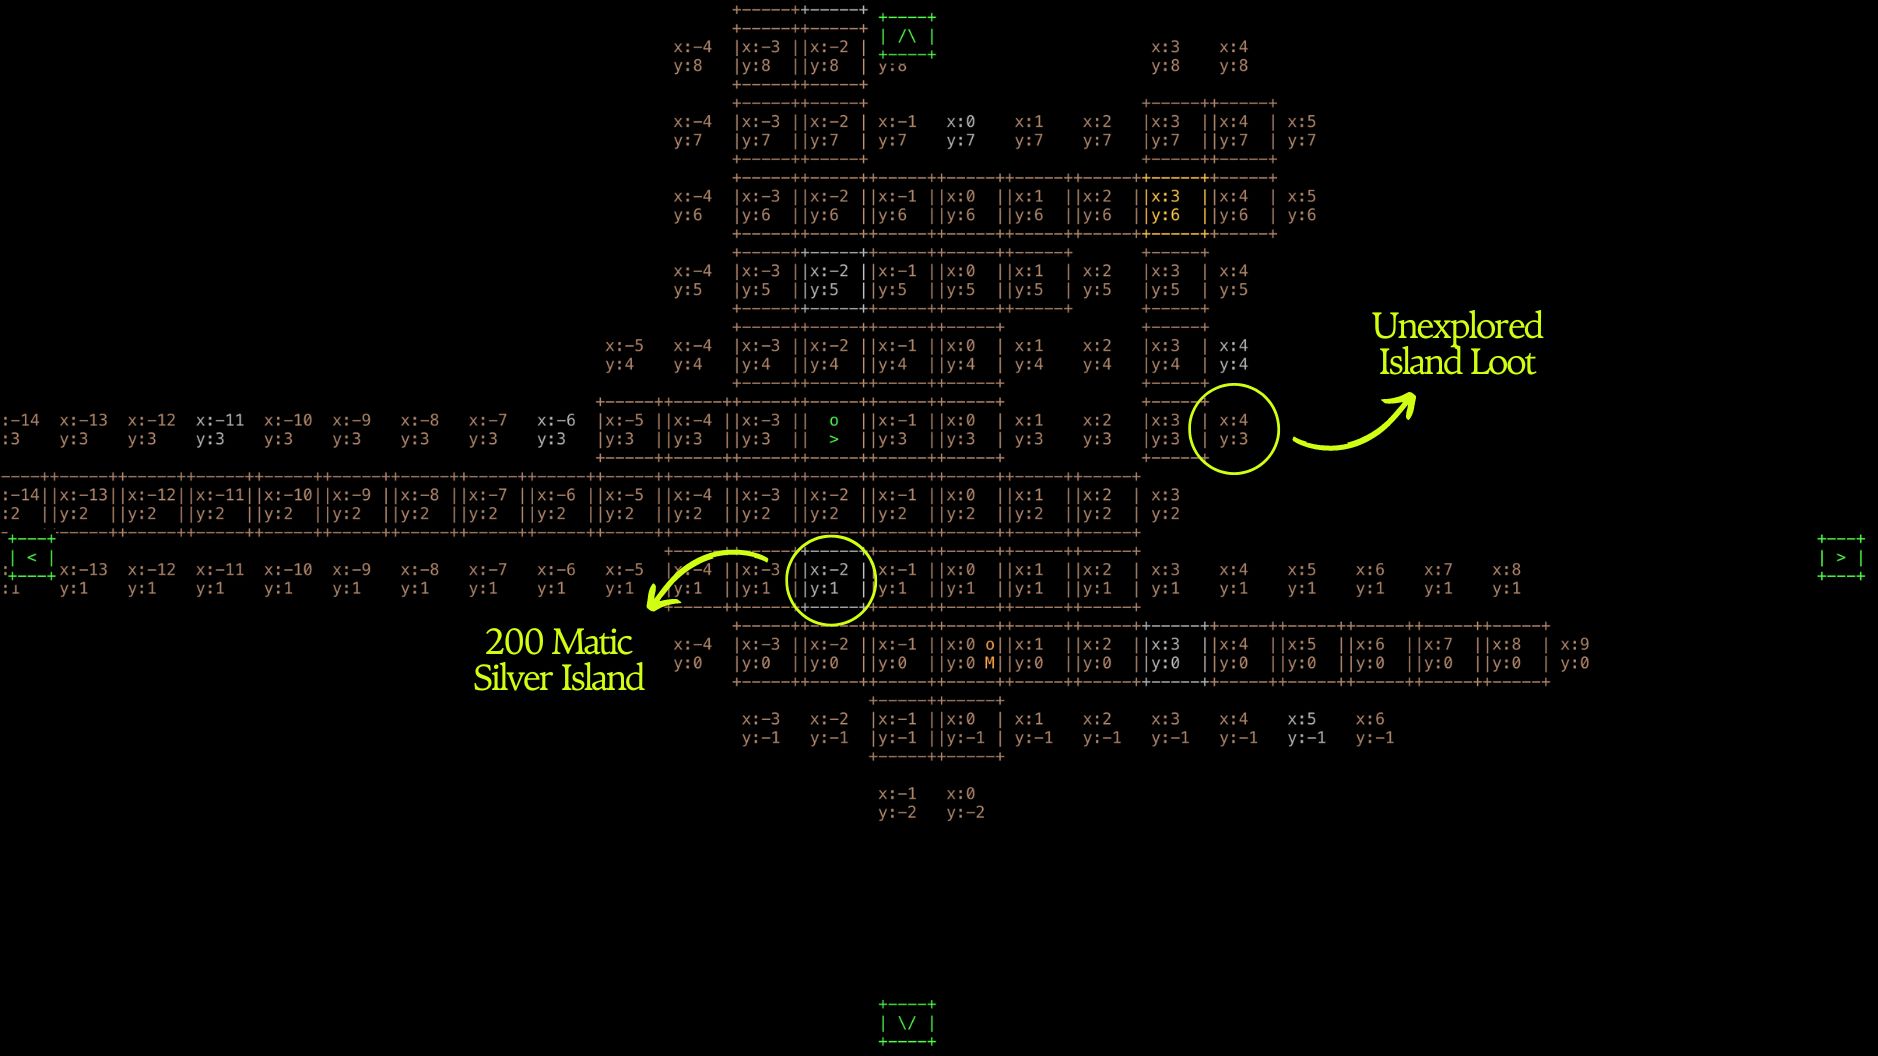 /\
x:-4 x:-3 x:-2 x:3 x:4
y:8 y:8 y:8 y:8 y:8 y:8
x:-4 x:-3 x:-2 x:-1 x:0 x:1 x:2 x:3 x:4 x:5
y:7 y:7 y:7 y:7 y:7 y:7 y:7 y:7 y:7 y:7
x:-4 x:-3 x:-2 x:-1 x:0 x:1 x:2 x:3 x:4 x:5
y:6 y:6 y:6 y:6 y:6 y:6 y:6 y:6 y:6 y:6
x:-4 x:-3 x:-2 x:-1 x:0 x:1 x:2 x:3 x:4
y:5 y:5 y:5 y:5 y:5 y:5 y:5 y:5 y:5
Unexplored
Island Loot
x:-5 x:-4 x:-3 x:-2 x:-1 x:0 x:1 x:2 x:3 x:4
y:4 y:4 y:4 y:4 y:4 y:4 y:4 y:4 y:4 y:4
:-14 x:-13 x:-12 x:-11 x:-10 x:-9 x:-8 x:-7 x:-6 x:-5 x:-4 x:-3 o x:-1 x:0 x:1 x:2 x:3 x:4
:3 y:3 y:3 y:3 y:3 y:3 y:3 y:3 y:3 y:3 y:3 y:3 > y:3 y:3 y:3 y:3 y:3 y:3
:-14 x:-13 x:-12 x:-11 x:-10 x:-9 x:-8 x:-7 x:-6 x:-5 x:-4 x:-3 x:-2 x:-1 x:0 x:1 x:2 x:3
:2 y:2 y:2 y:2 y:2 y:2 y:2 y:2 y:2 y:2 y:2 y:2 y:2 y:2 y:2 y:2 y:2 y:2
< >
x:-13 x:-12 x:-11 x:-10 x:-9 x:-8 x:-7 x:-6 x:-5 x:-4 x:-3 x:-2 x:-1 x:0 x:1 x:2 x:3 x:4 x:5 x:6 x:7 x:8
:1 y:1 y:1 y:1 y:1 y:1 y:1 y:1 y:1 y:1 y:1 y:1 y:1 y:1 y:1 y:1 y:1 y:1 y:1 y:1 y:1 y:1 y:1
200 Matic
Silver Island
x:-4 x:-3 x:-2 x:-1 x:0 o x:1 x:2 x:3 x:4 x:5 x:6 x:7 x:8 x:9
y:0 y:0 y:0 y:0 y:0 M y:0 y:0 y:0 y:0 y:0 y:0 y:0 y:0 y:0
x:-3 x:-2 x:-1 x:0 x:1 x:2 x:3 x:4 x:5 x:6
y:-1 y:-1 y:-1 y:-1 y:-1 y:-1 y:-1 y:-1 y:-1 y:-1
x:-1 x:0
y:-2 y:-2
\/